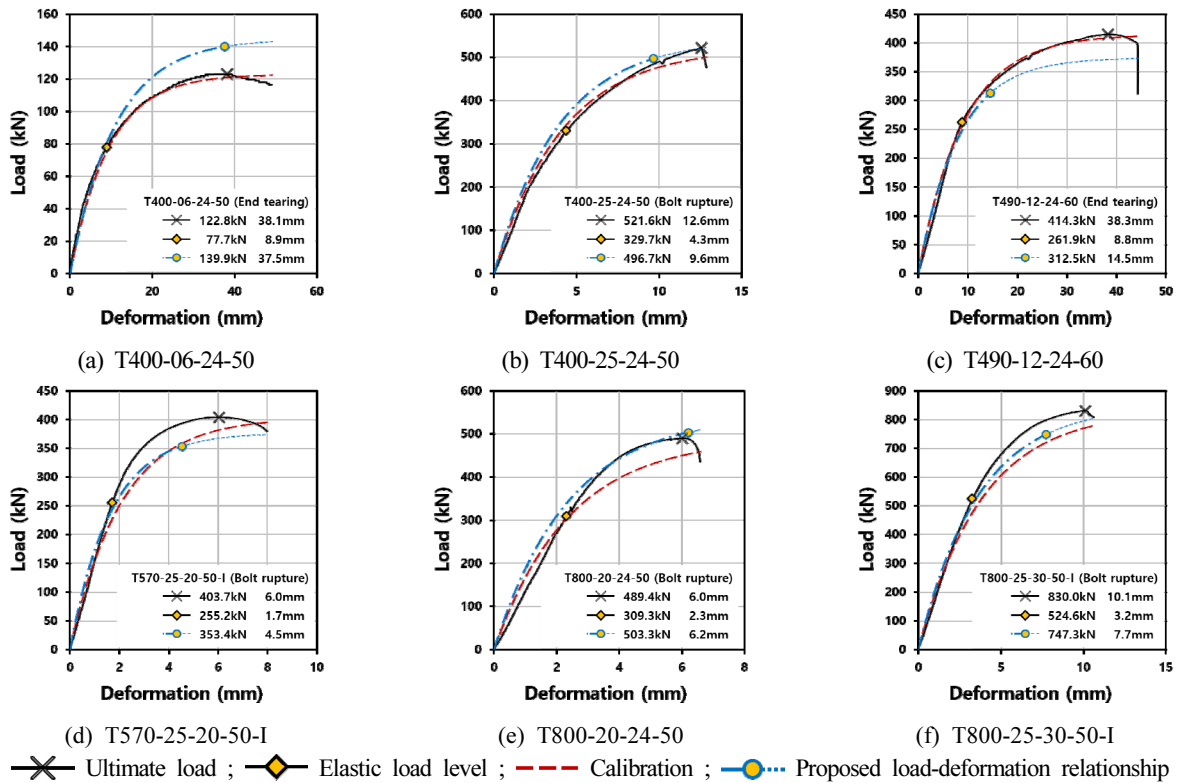 160
140
120
100
80
60
40
20
0
Load (kN)
T400-06-24-50 (End tearing)
122.8kN 38.1mm
77.7kN 8.9mm
139.9kN 37.5mm
0 20 40 60
Deformation (mm)
(a) T400-06-24-50
600
500
400
300
200
100
0
Load (kN)
T400-25-24-50 (Bolt rupture)
521.6kN 12.6mm
329.7kN 4.3mm
496.7kN 9.6mm
0 5 10 15
Deformation (mm)
(b) T400-25-24-50
450
400
350
300
250
200
150
100
50
0
Load (kN)
T490-12-24-60 (End tearing)
414.3kN 38.3mm
261.9kN 8.8mm
312.5kN 14.5mm
0 10 20 30 40 50
Deformation (mm)
(c) T490-12-24-60
450
400
350
300
250
200
150
100
50
0
Load (kN)
T570-25-20-50-I (Bolt rupture)
403.7kN 6.0mm
255.2kN 1.7mm
353.4kN 4.5mm
0 2 4 6 8 10
Deformation (mm)
(d) T570-25-20-50-I
600
500
400
300
200
100
0
Load (kN)
T800-20-24-50 (Bolt rupture)
489.4kN 6.0mm
309.3kN 2.3mm
503.3kN 6.2mm
0 2 4 6 8
Deformation (mm)
(e) T800-20-24-50
900
800
700
600
500
400
300
200
100
0
Load (kN)
T800-25-30-50-I (Bolt rupture)
830.0kN 10.1mm
524.6kN 3.2mm
747.3kN 7.7mm
0 5 10 15
Deformation (mm)
(f) T800-25-30-50-I
Ultimate load ; Elastic load level ; Calibration ; Proposed load-deformation relationship